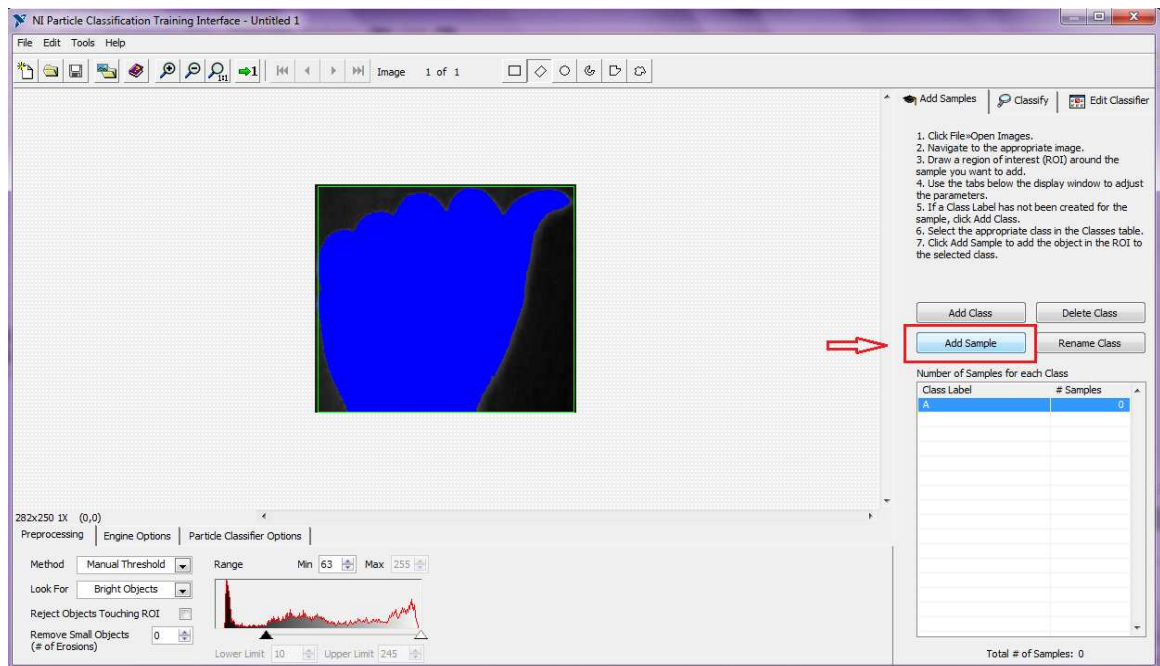 NI Particle Classification Training Interface - Untitled 1
File Edit Tools Help
1:1 1 Image 1 of 1
Add Samples Classify Edit Classifier
1. Click File»Open Images.
2. Navigate to the appropriate image.
3. Draw a region of interest (ROI) around the
sample you want to add.
4. Use the tabs below the display window to adjust
the parameters.
5. If a Class Label has not been created for the
sample, click Add Class.
6. Select the appropriate class in the Classes table.
7. Click Add Sample to add the object in the ROI to
the selected class.
Add Class Delete Class
Add Sample Rename Class
Number of Samples for each Class
Class Label # Samples
A 0
282x250 1X (0,0)
Preprocessing Engine Options Particle Classifier Options
Method Manual Threshold Range Min 63 Max 255
Look For Bright Objects
Reject Objects Touching ROI
Remove Small Objects 0
(# of Erosions)
Lower Limit 10 Upper Limit 245
Total # of Samples: 0